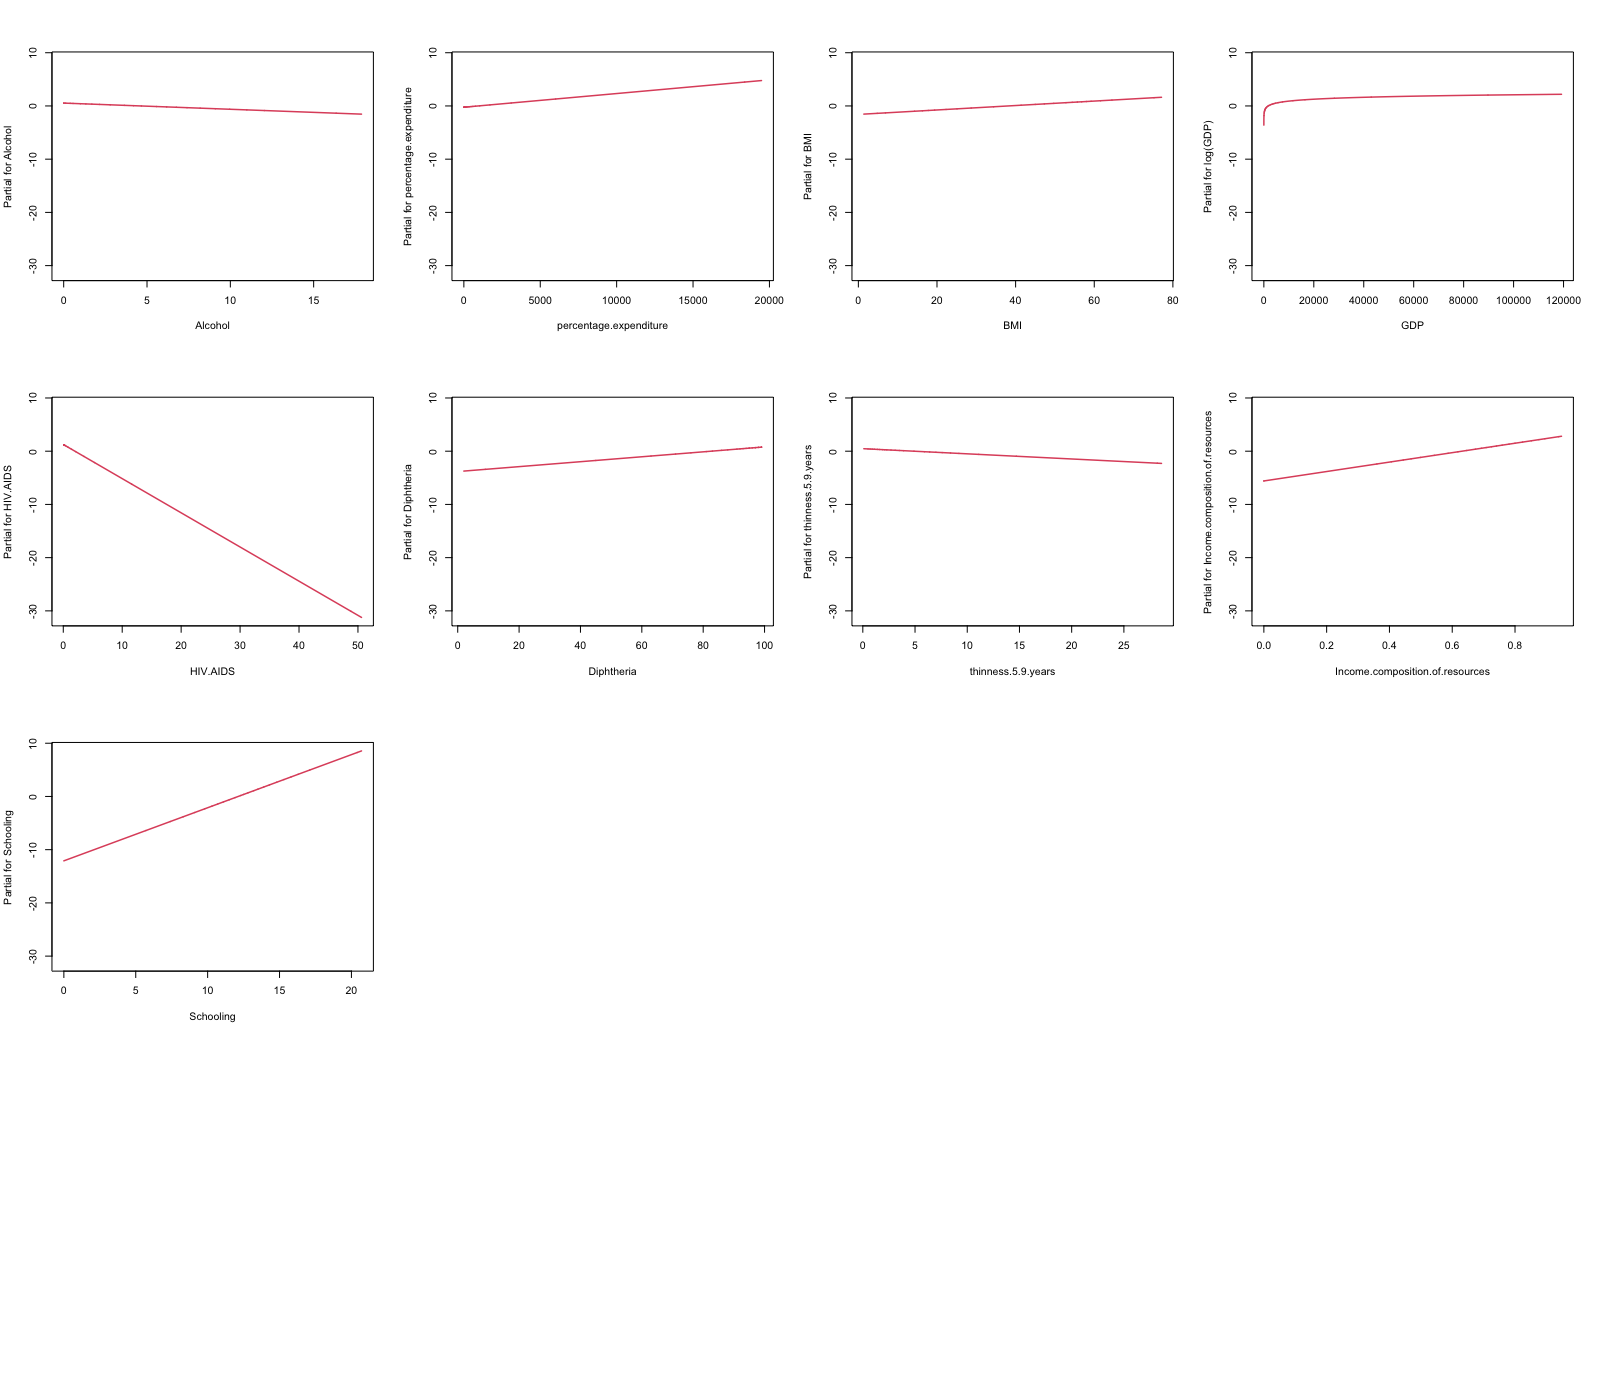 Partial for Alcohol
10
0
-10
-20
-30
0 5 10 15
Alcohol
Partial for percentage.expenditure
10
0
-10
-20
-30
0 5000 10000 15000 20000
percentage.expenditure
Partial for BMI
10
0
-10
-20
-30
0 20 40 60 80
BMI
Partial for log(GDP)
10
0
-10
-20
-30
0 20000 40000 60000 80000 100000 120000
GDP
Partial for HIV.AIDS
10
0
-10
-20
-30
0 10 20 30 40 50
HIV.AIDS
Partial for Diphtheria
10
0
-10
-20
-30
0 20 40 60 80 100
Diphtheria
Partial for thinness.5.9.years
10
0
-10
-20
-30
0 5 10 15 20 25
thinness.5.9.years
Partial for Income.composition.of.resources
10
0
-10
-20
-30
0.0 0.2 0.4 0.6 0.8
Income.composition.of.resources
Partial for Schooling
10
0
-10
-20
-30
0 5 10 15 20
Schooling